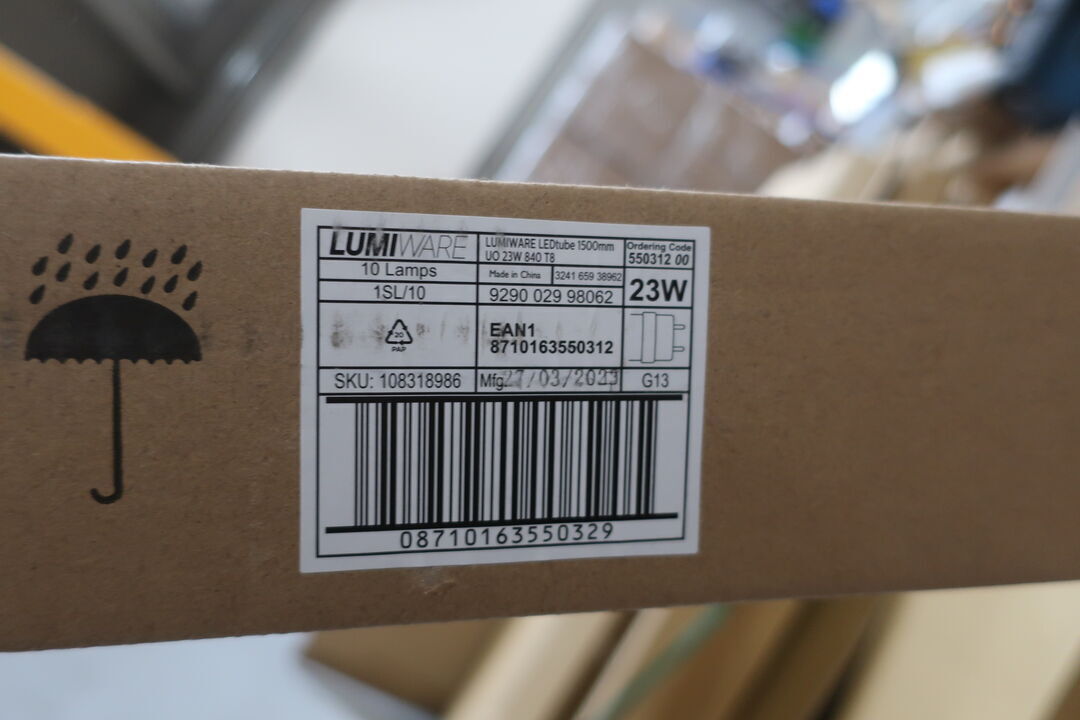 LUMIWARE
LUMIWARE LEDtube 1500mm
UO 23W 840 T8
Ordering Code
550312 00
10 Lamps
Made in China
3241 659 38962
23W
1SL/10
9290 029 98062
20
PAP
EAN1
8710163550312
SKU: 108318986
Mfg. 27/03/2023
G13
08710163550329